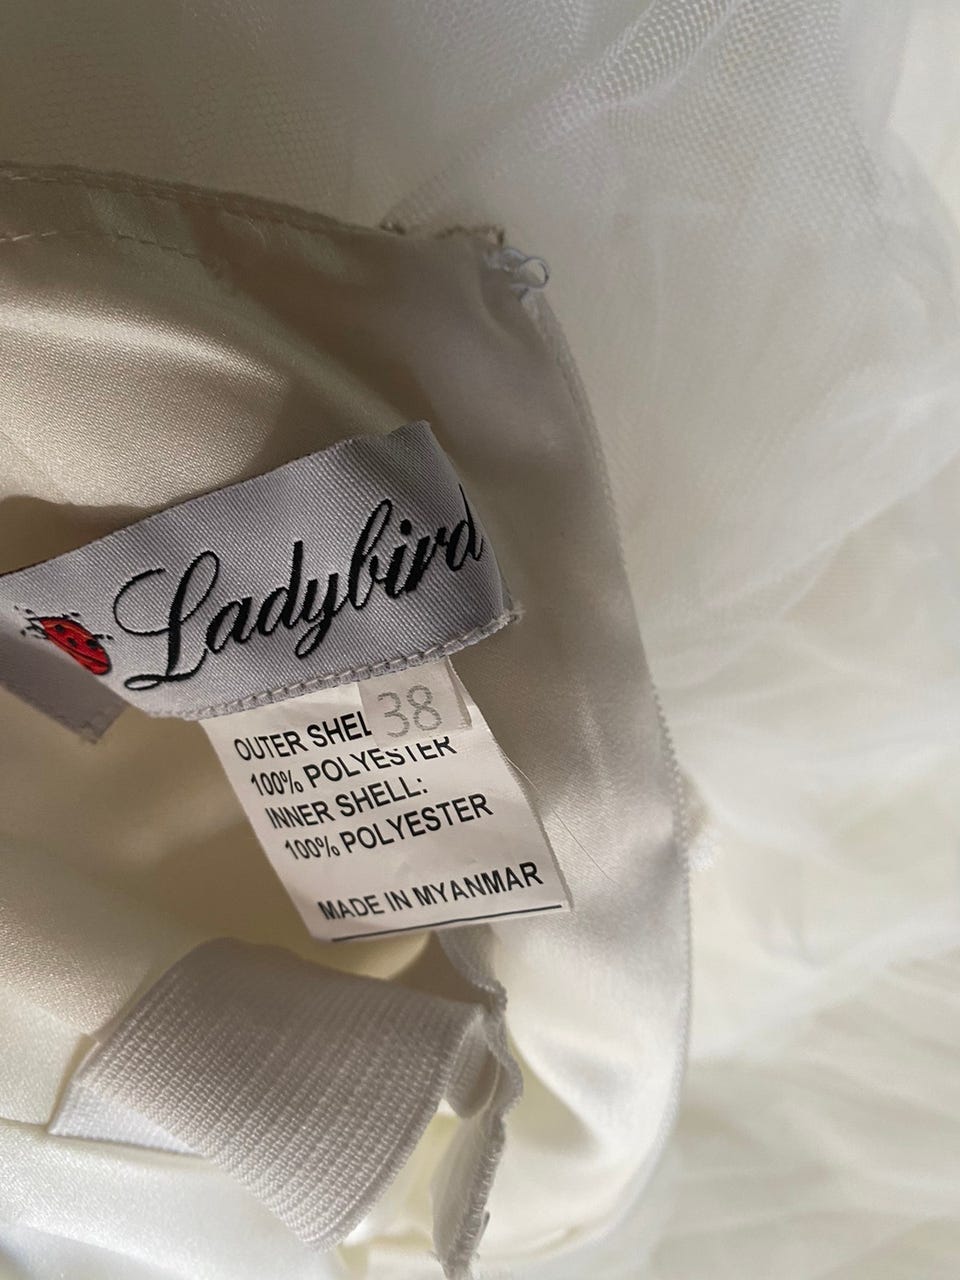 Ladybird
38
OUTER SHEL
100% POLYESTER
INNER SHELL:
100% POLYESTER
MADE IN MYANMAR